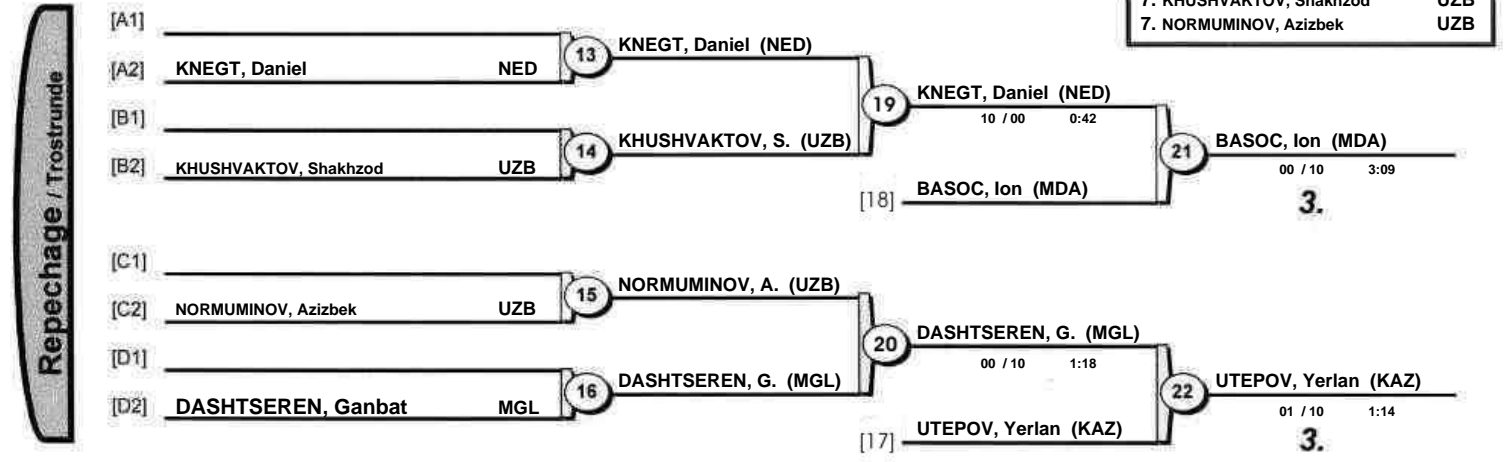 7. KHUSHVAKTOV, Shakhzod UZB
7. NORMUMINOV, Azizbek UZB
Repechage / Trostrunde
[A1]
[A2] KNEGT, Daniel NED
13 KNEGT, Daniel (NED)
[B1]
[B2] KHUSHVAKTOV, Shakhzod UZB
14 KHUSHVAKTOV, S. (UZB)
19 KNEGT, Daniel (NED)
10 / 00 0:42
[18] BASOC, Ion (MDA)
21 BASOC, Ion (MDA)
00 / 10 3:09
3.
[C1]
[C2] NORMUMINOV, Azizbek UZB
15 NORMUMINOV, A. (UZB)
[D1]
[D2] DASHTSEREN, Ganbat MGL
16 DASHTSEREN, G. (MGL)
20 DASHTSEREN, G. (MGL)
00 / 10 1:18
[17] UTEPOV, Yerlan (KAZ)
22 UTEPOV, Yerlan (KAZ)
01 / 10 1:14
3.